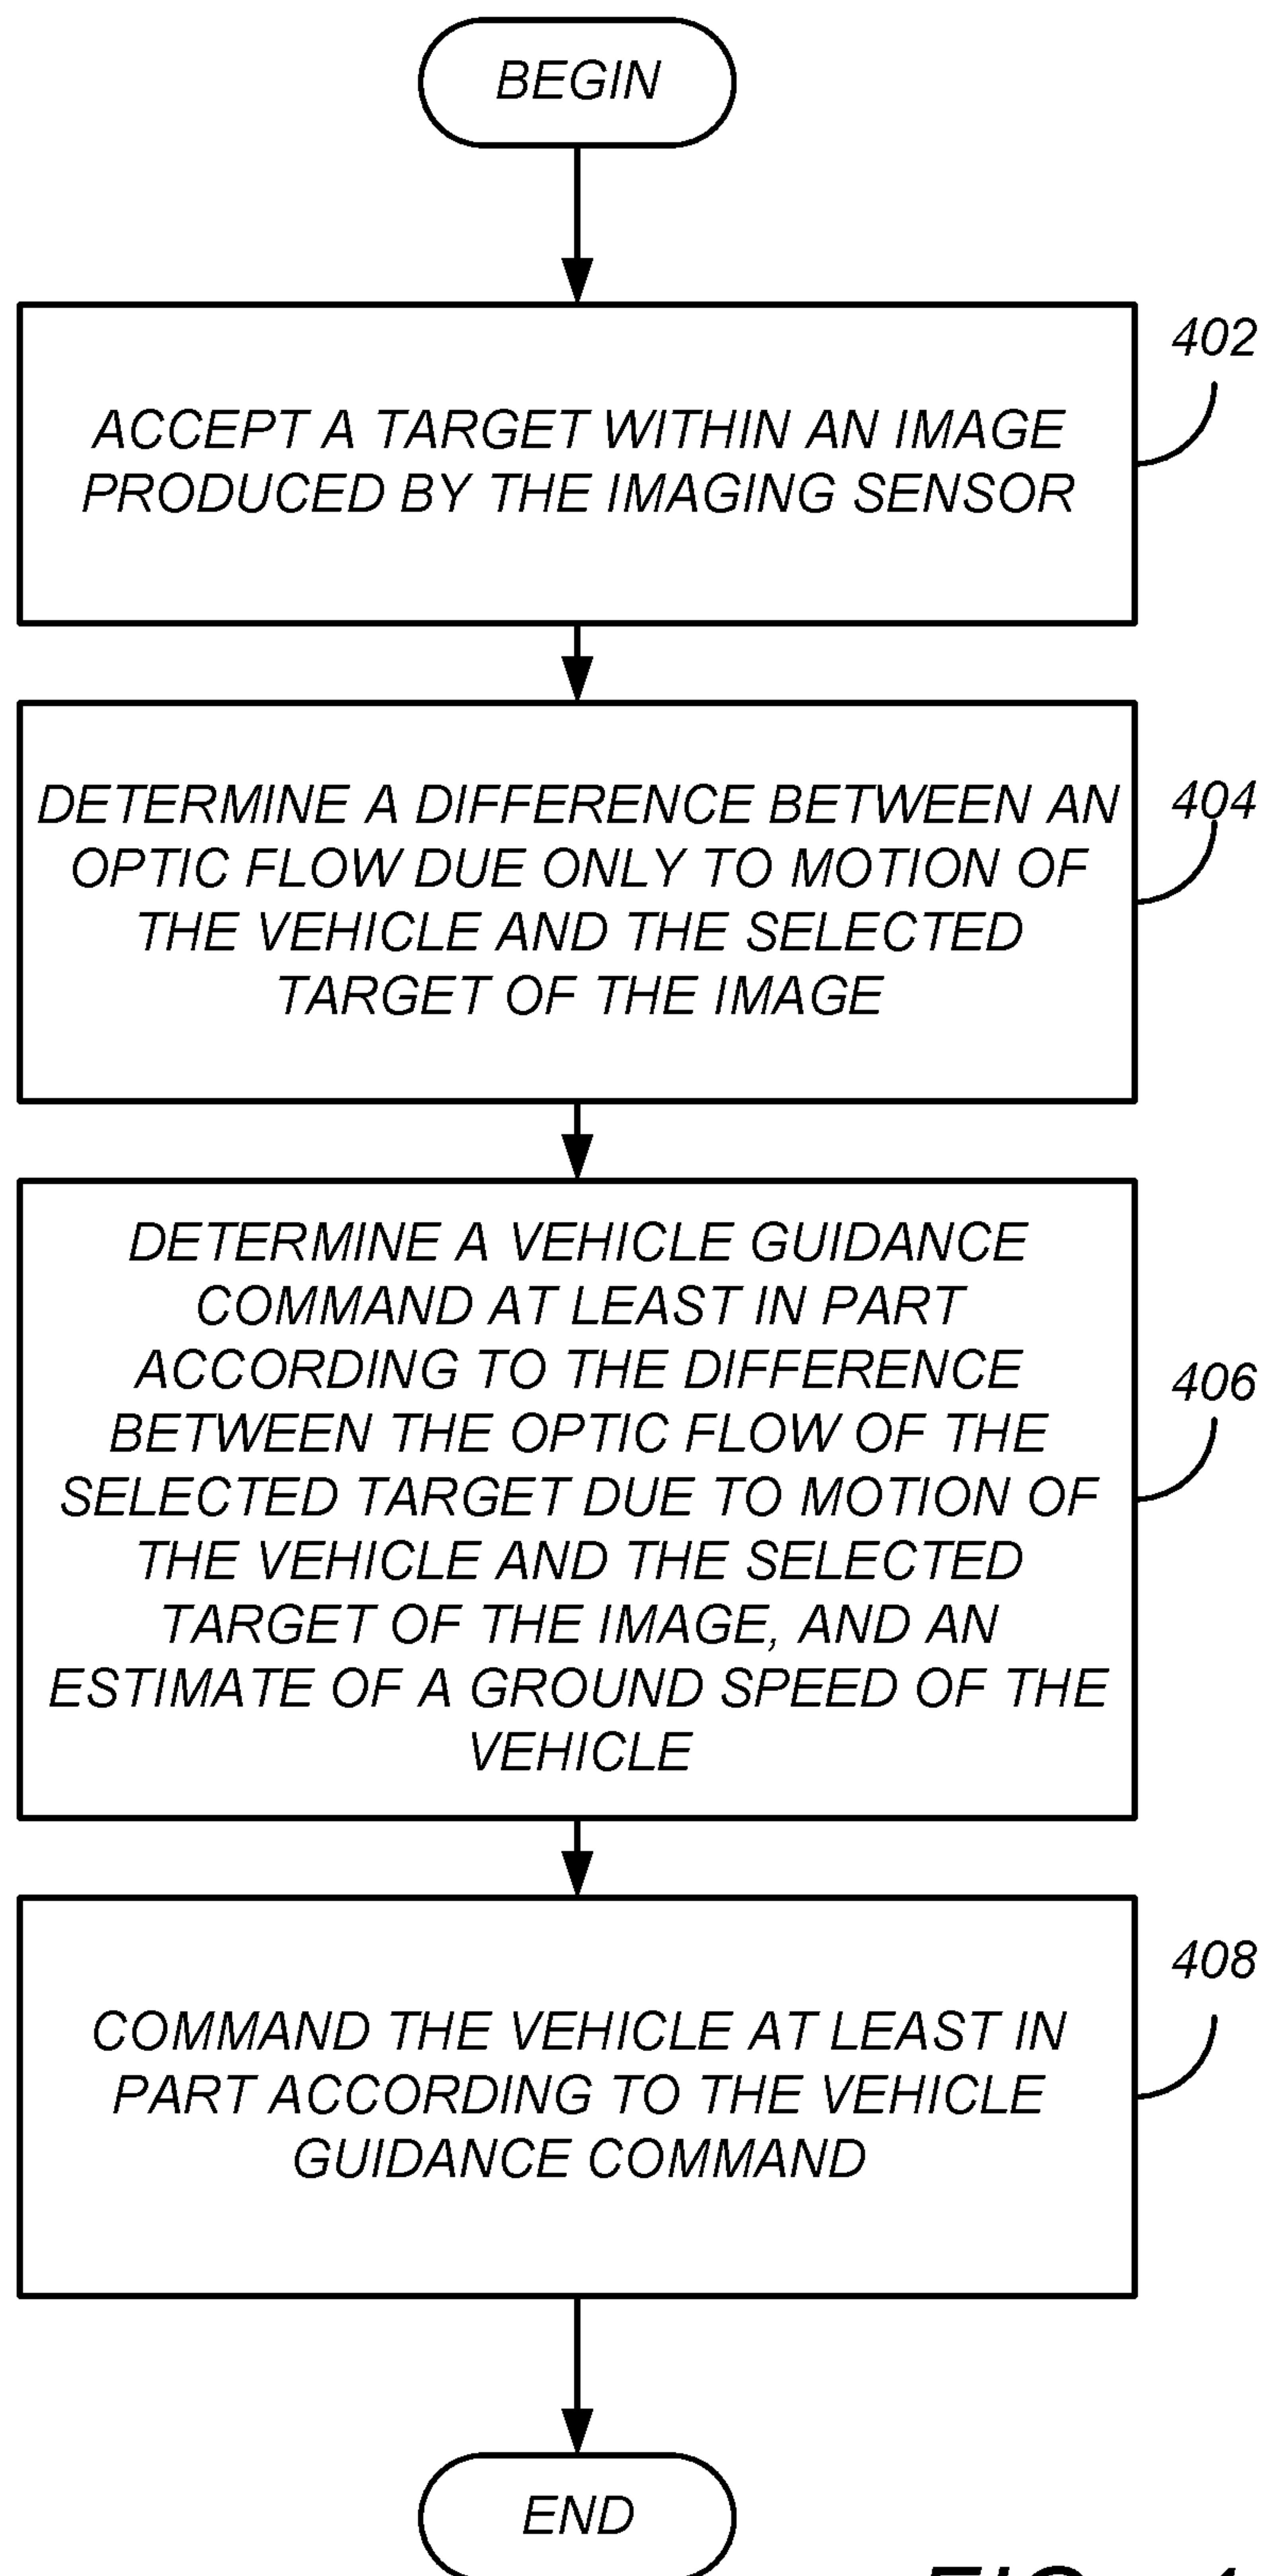 BEGIN
402
ACCEPT A TARGET WITHIN AN IMAGE
PRODUCED BY THE IMAGING SENSOR
404
DETERMINE A DIFFERENCE BETWEEN AN
OPTIC FLOW DUE ONLY TO MOTION OF
THE VEHICLE AND THE SELECTED
TARGET OF THE IMAGE
DETERMINE A VEHICLE GUIDANCE
COMMAND AT LEAST IN PART
ACCORDING TO THE DIFFERENCE
406
BETWEEN THE OPTIC FLOW OF THE
SELECTED TARGET DUE TO MOTION OF
THE VEHICLE AND THE SELECTED
TARGET OF THE IMAGE, AND AN
ESTIMATE OF A GROUND SPEED OF THE
VEHICLE
408
COMMAND THE VEHICLE AT LEAST IN
PART ACCORDING TO THE VEHICLE
GUIDANCE COMMAND
END